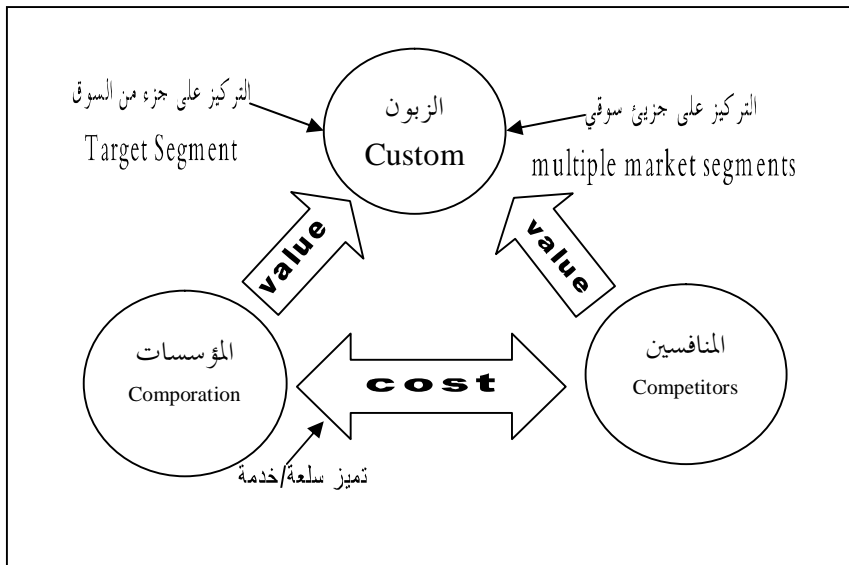 التركيز على جزء من السوق
Target Segment
الزبون
Custom
التركيز على جزيئ سوقي
multiple market segments
value
value
المؤسسات
Comporation
cost
المنافسين
Competitors
تميز سلعة/خدمة